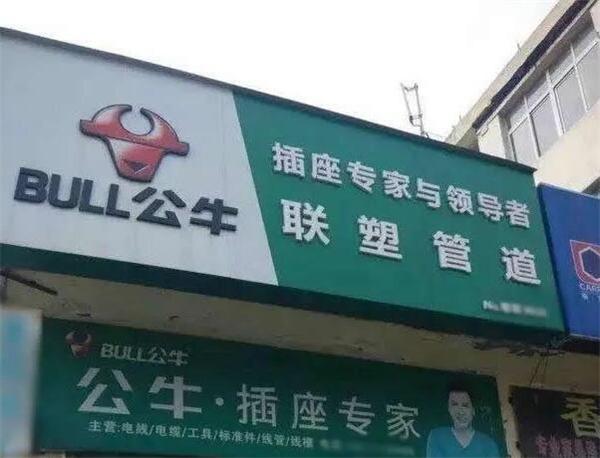 BULL公牛
插座专家与领导者
联塑管道
BULL公牛
公牛·插座专家
主营:电线/电缆/工具/标准件/线管/线槽
香